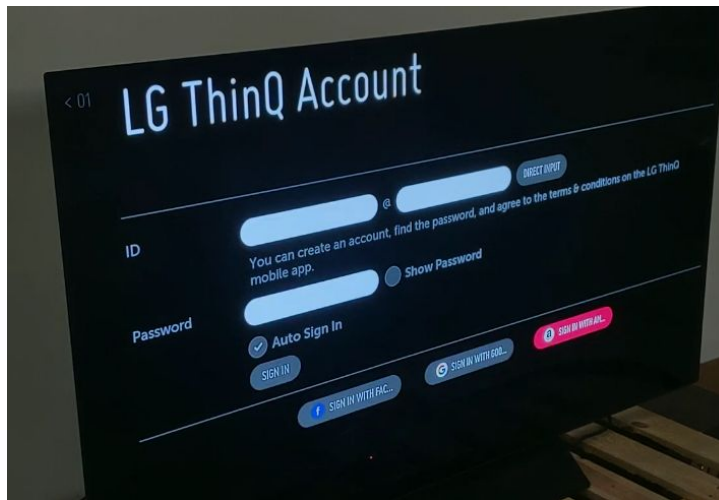 < 01
LG ThinQ Account
ID
@
DIRECT INPUT
You can create an account, find the password, and agree to the terms & conditions on the LG ThinQ
mobile app.
Password
Show Password
Auto Sign In
SIGN IN
f SIGN IN WITH FAC...
G SIGN IN WITH GOO...
a SIGN IN WITH AM...